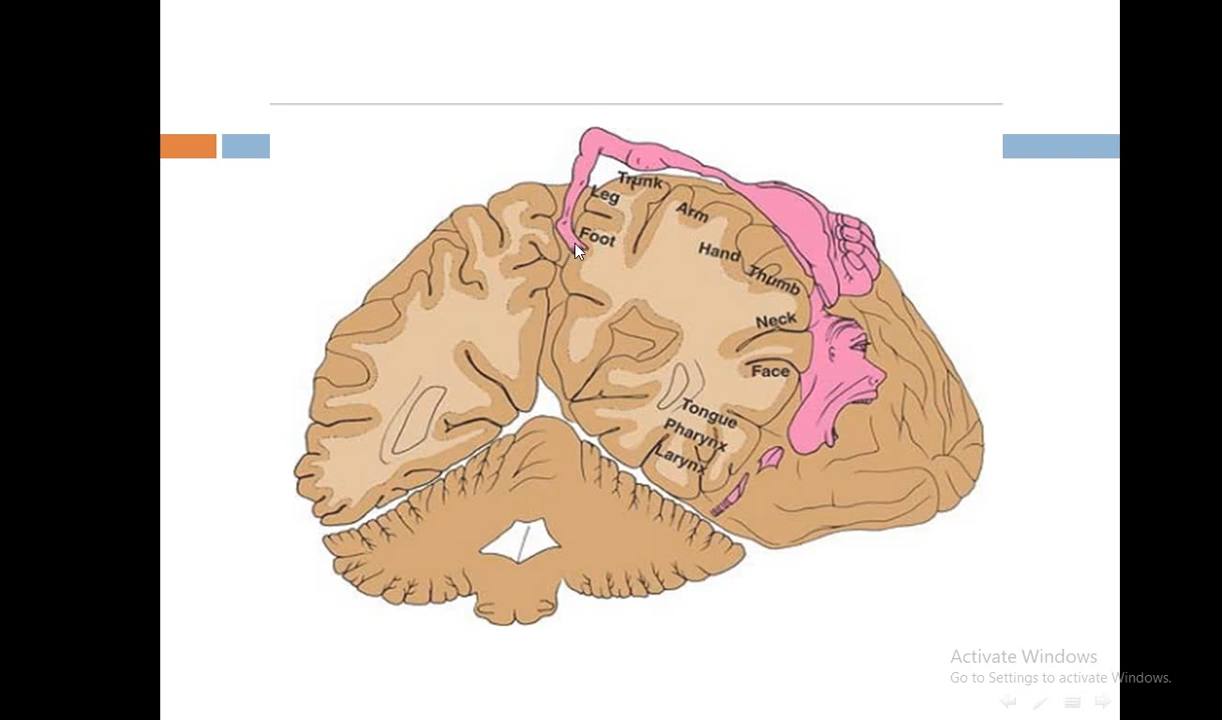 Trunk
Leg
Arm
Foot
Hand
Thumb
Neck
Face
Tongue
Pharynx
Larynx
Activate Windows
Go to Settings to activate Windows.